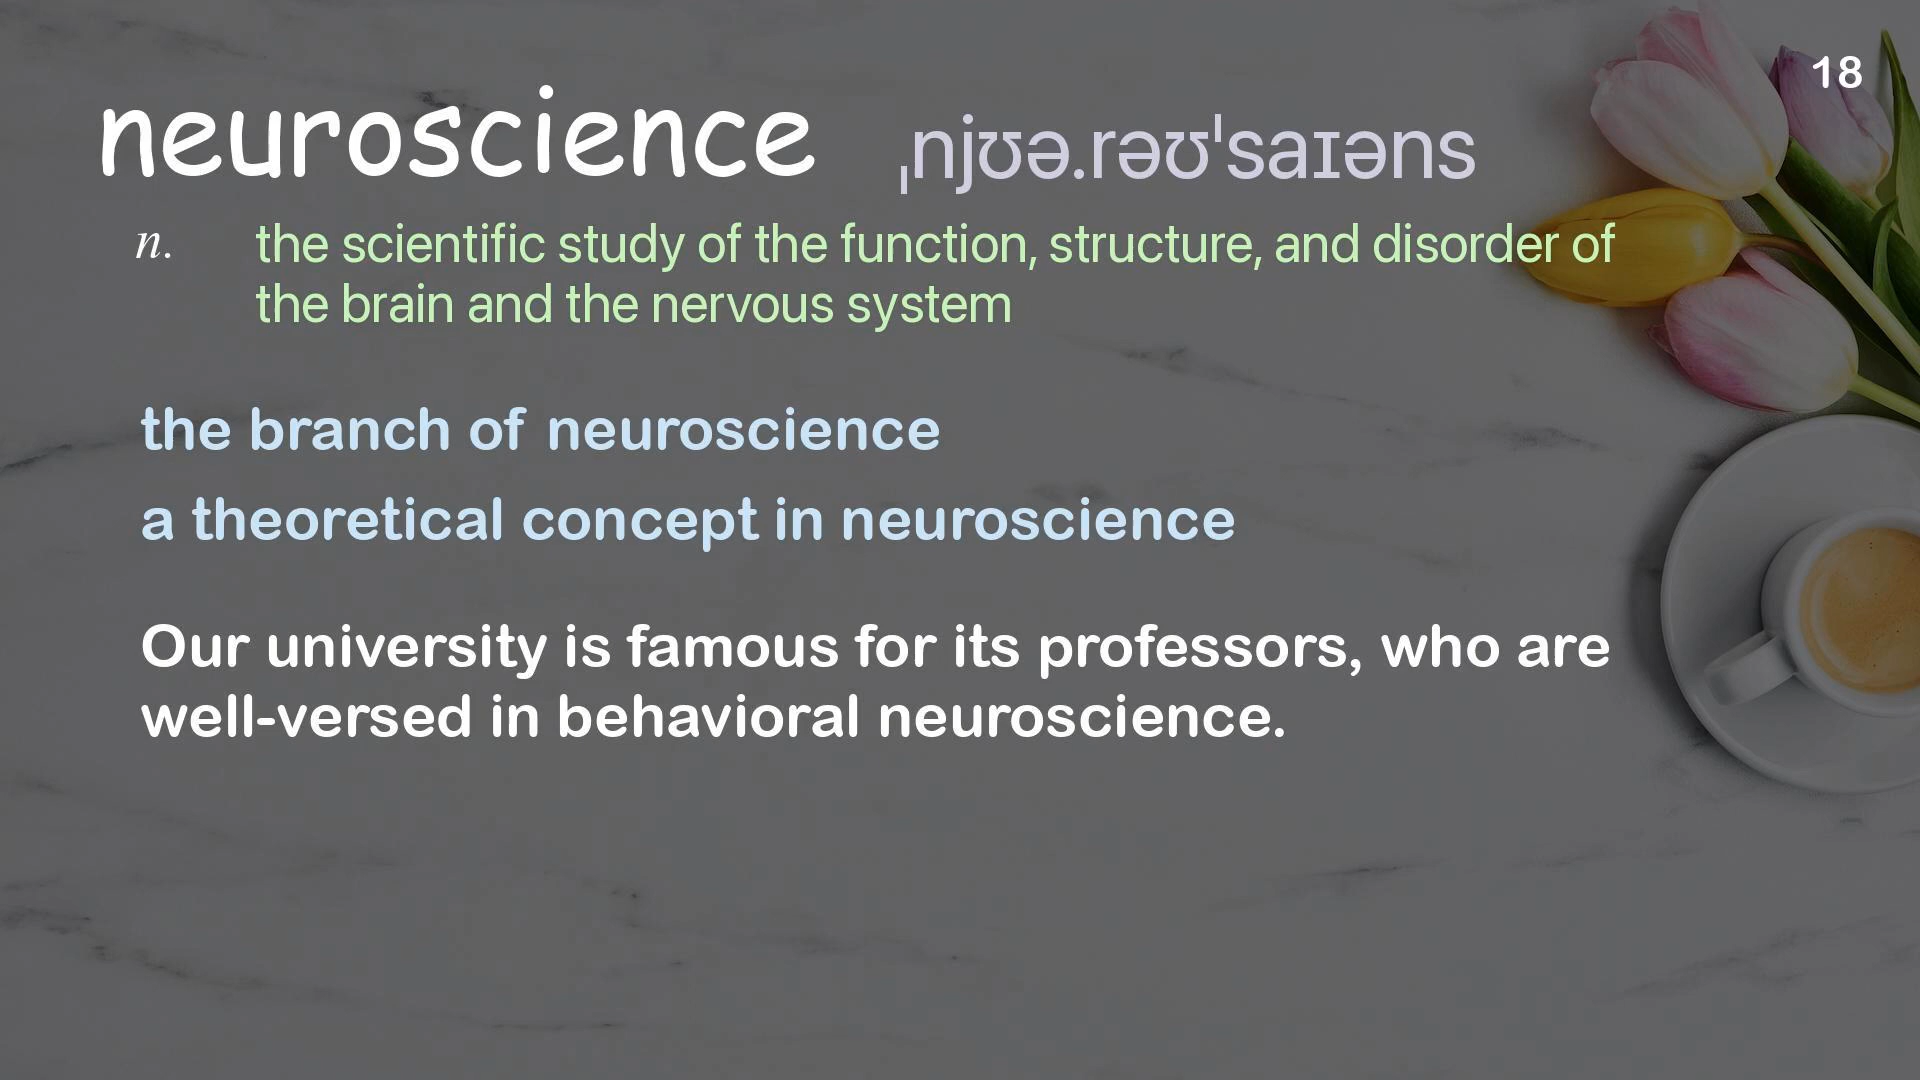 18
neuroscience ˌnjʊə.rəʊˈsaɪəns
n. the scientific study of the function, structure, and disorder of
the brain and the nervous system
the branch of neuroscience
a theoretical concept in neuroscience
Our university is famous for its professors, who are
well-versed in behavioral neuroscience.